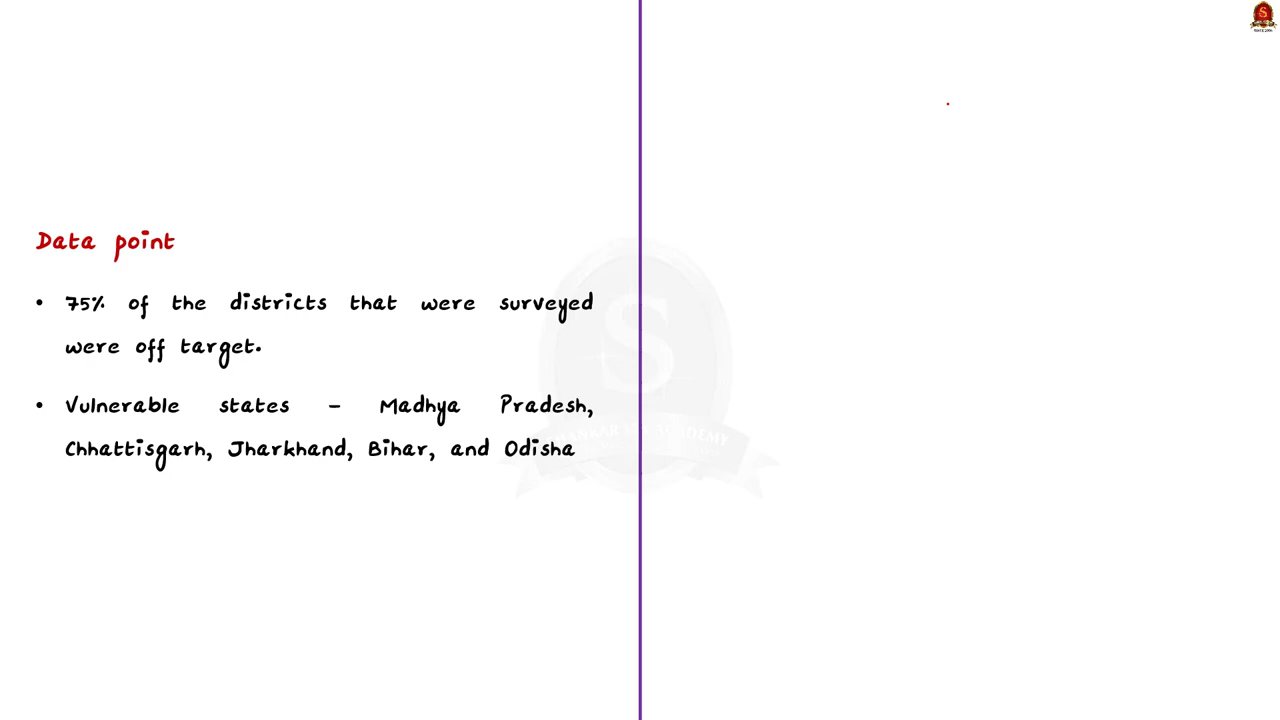 Data point
• 75% of the districts that were surveyed
were off target.
• Vulnerable states – Madhya Pradesh,
Chhattisgarh, Jharkhand, Bihar, and Odisha
S
S